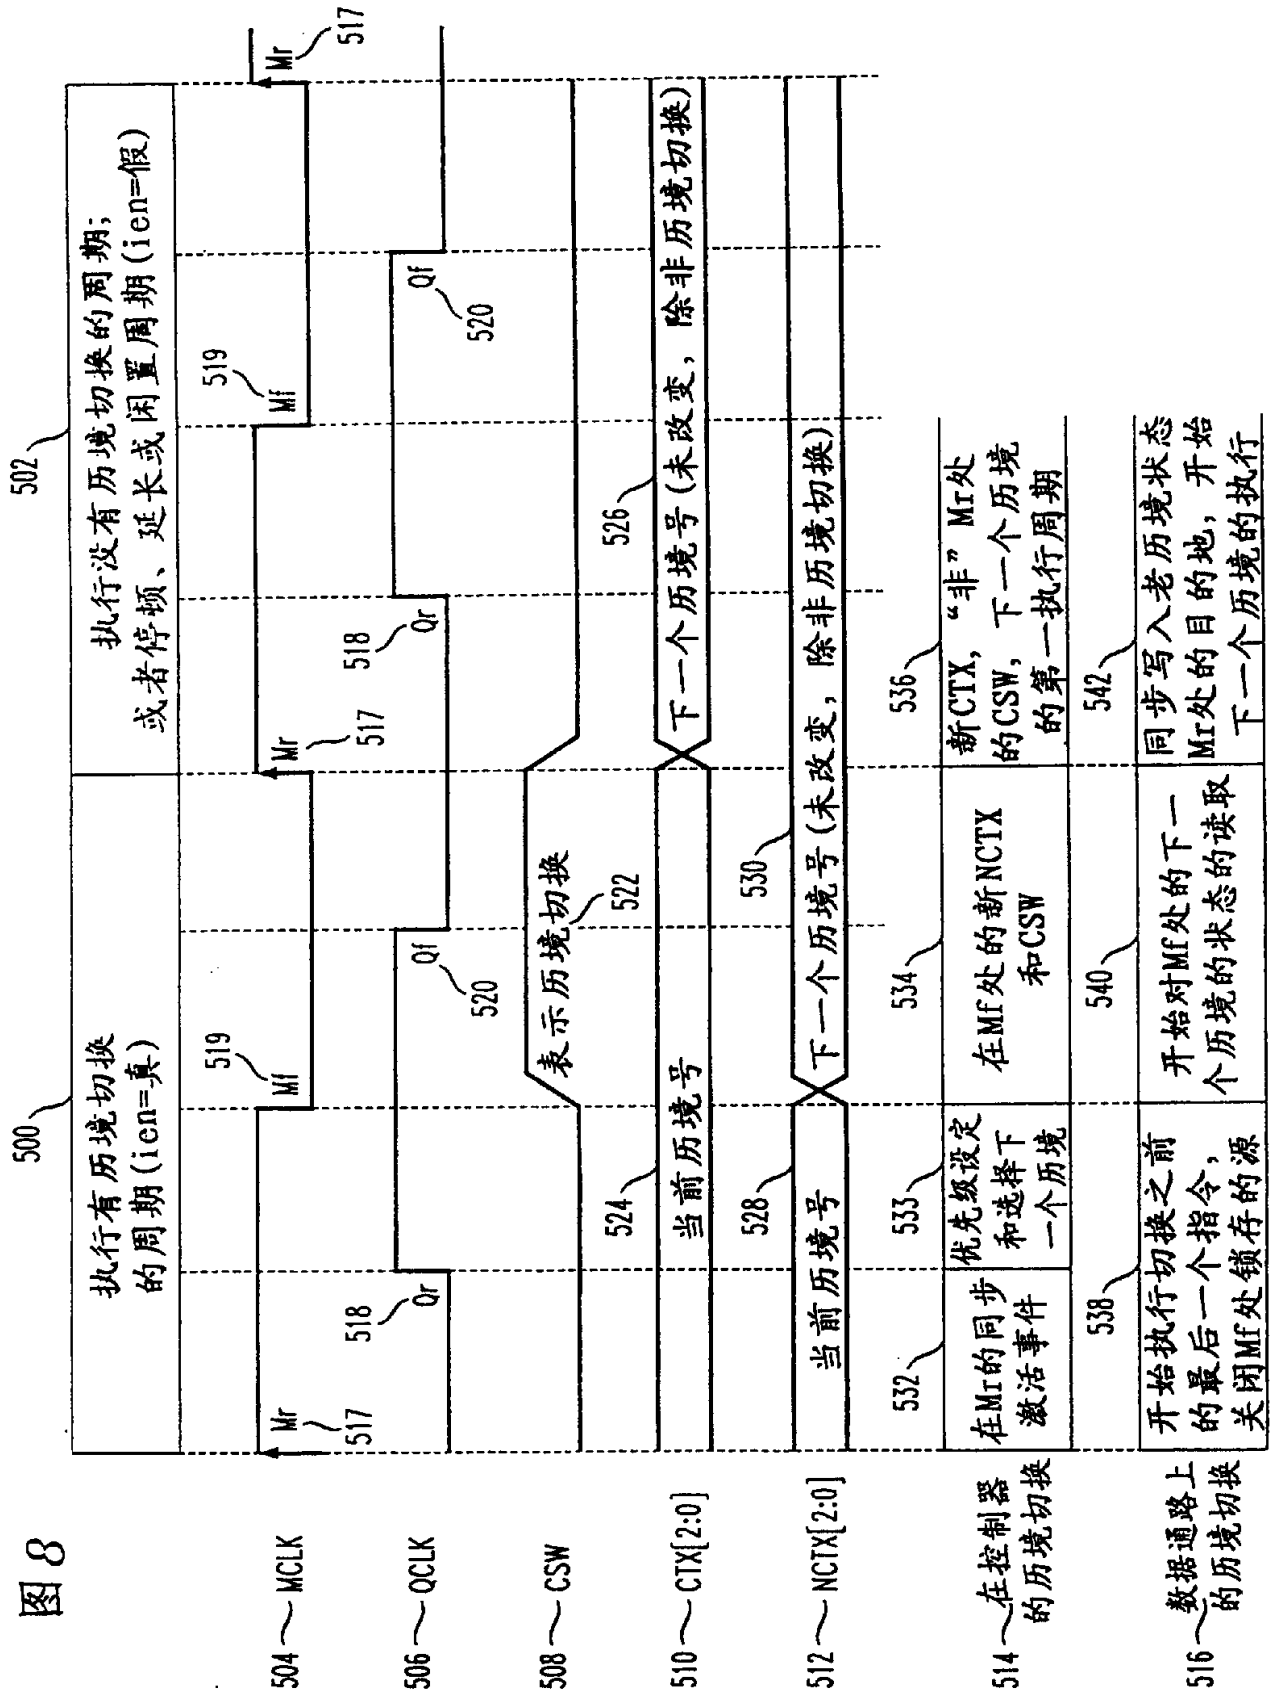 图 8
500
502
执行有历境切换
的周期(ien=真)
执行没有历境切换的周期;
或者停顿、延长或闲置周期(ien=假)
504
MCLK
Mr
517
Mf
519
Mr
517
Mf
519
Mr
517
506
QCLK
Qr
518
Qf
520
Qr
518
Qf
520
508
CSW
表示历境切换
522
510
CTX[2:0]
524
当前历境号
526
下一个历境号(未改变，除非历境切换)
512
NCTX[2:0]
528
当前历境号
530
下一个历境号(未改变，除非历境切换)
514
在控制器
的历境切换
532
在Mr的同步
激活事件
533
优先级设定
和选择下
一个历境
534
在Mf处的新NCTX
和CSW
536
新CTX，“非”Mr处
的CSW，下一个历境
的第一执行周期
516
数据通路上
的历境切换
538
开始执行切换之前
的最后一个指令，
关闭Mf处锁存的源
540
开始对Mf处的下一
个历境的状态的读取
542
同步写入老历境状态
Mr处的目的地，开始
下一个历境的执行